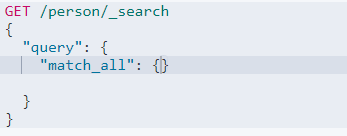 GET /person/_search
{
  "query": {
    "match_all": {}

  }
}